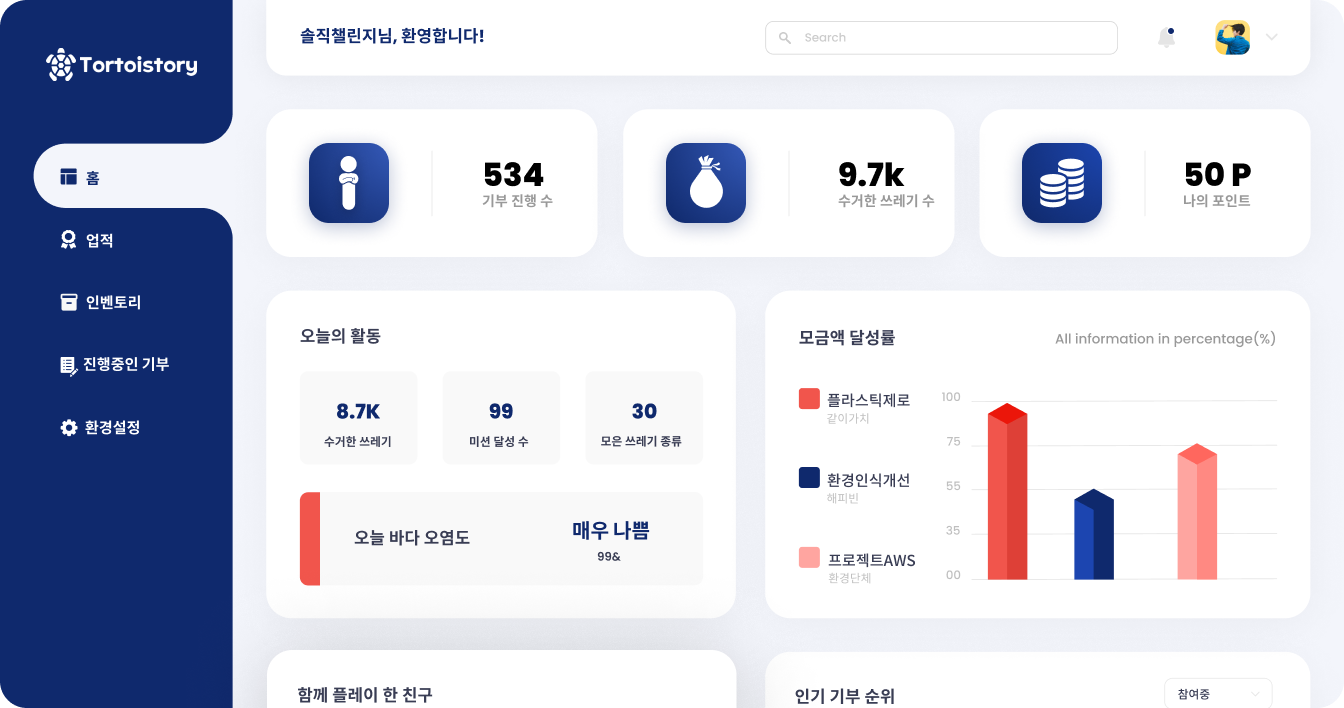 Tortoistory
홈
업적
인벤토리
진행중인 기부
환경설정
솔직챌린지님, 환영합니다!
Search
534
기부 진행 수
9.7k
수거한 쓰레기 수
50 P
나의 포인트
오늘의 활동
8.7K
수거한 쓰레기
99
미션 달성 수
30
모은 쓰레기 종류
오늘 바다 오염도
매우 나쁨
99&
모금액 달성률
All information in percentage(%)
플라스틱제로
같이가치
환경인식개선
해피빈
프로젝트AWS
환경단체
100
75
55
35
00
함께 플레이 한 친구
인기 기부 순위
참여중